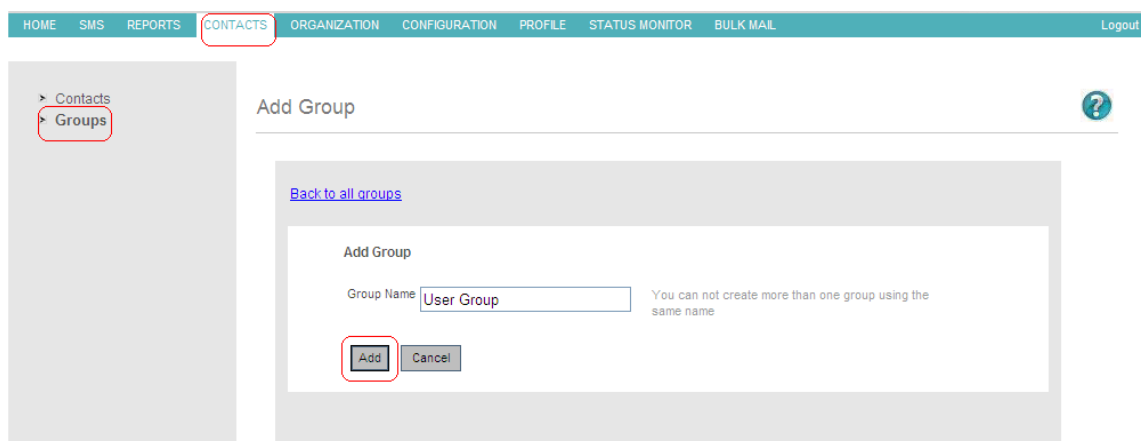 HOME SMS REPORTS CONTACTS ORGANIZATION CONFIGURATION PROFILE STATUS MONITOR BULK MAIL Logout
Contacts
Groups
Add Group
?
Back to all groups
Add Group
Group Name User Group
You can not create more than one group using the
same name
Add Cancel